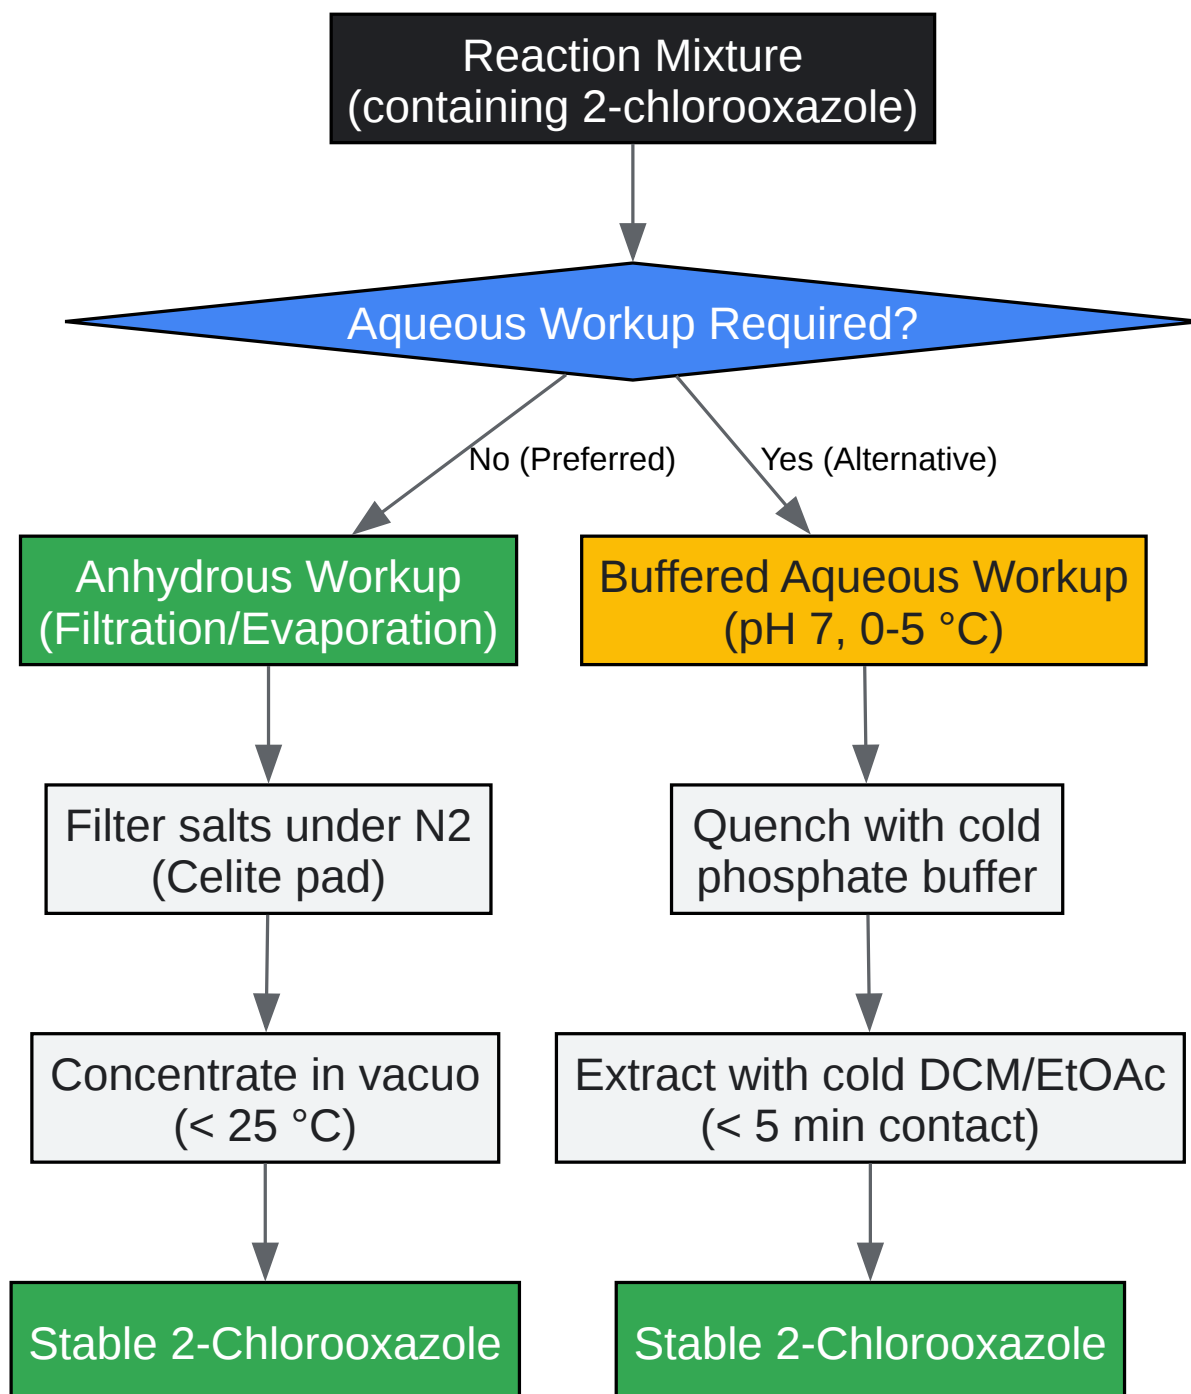 Reaction Mixture
(containing 2-chlorooxazole)
Aqueous Workup Required?
No (Preferred)
Yes (Alternative)
Anhydrous Workup
(Filtration/Evaporation)
Buffered Aqueous Workup
(pH 7, 0-5 °C)
Filter salts under N2
(Celite pad)
Quench with cold
phosphate buffer
Concentrate in vacuo
(< 25 °C)
Extract with cold DCM/EtOAc
(< 5 min contact)
Stable 2-Chlorooxazole
Stable 2-Chlorooxazole